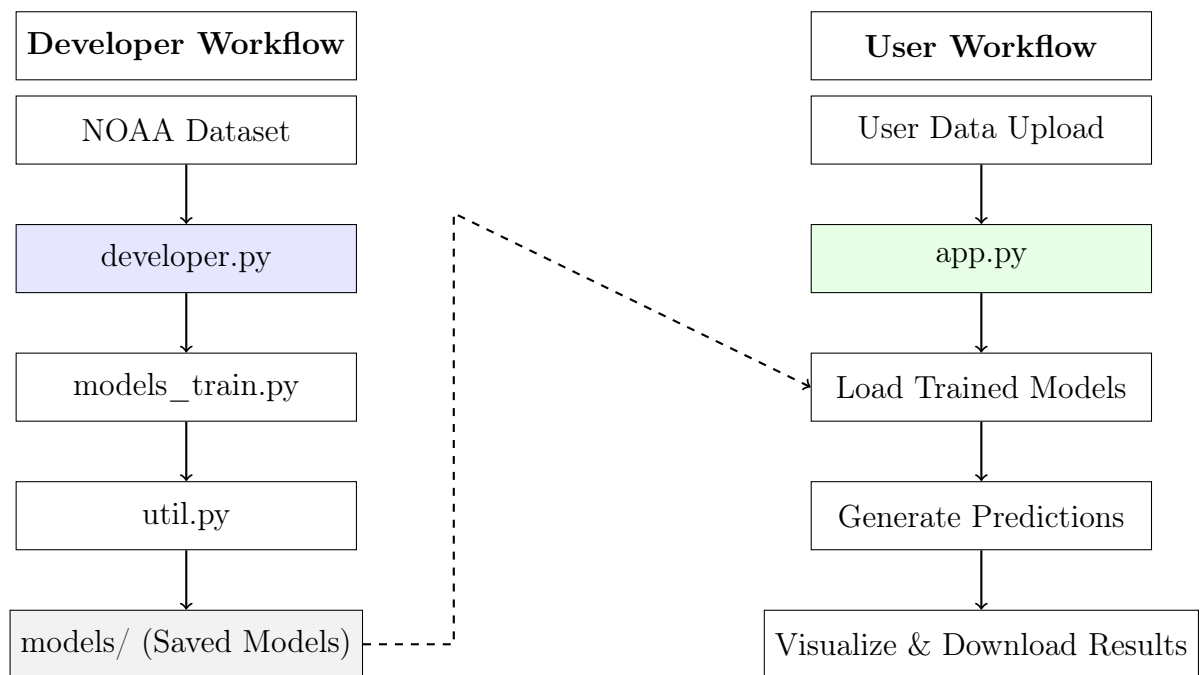 Developer Workflow
NOAA Dataset
developer.py
models_train.py
util.py
models/ (Saved Models)
User Workflow
User Data Upload
app.py
Load Trained Models
Generate Predictions
Visualize & Download Results